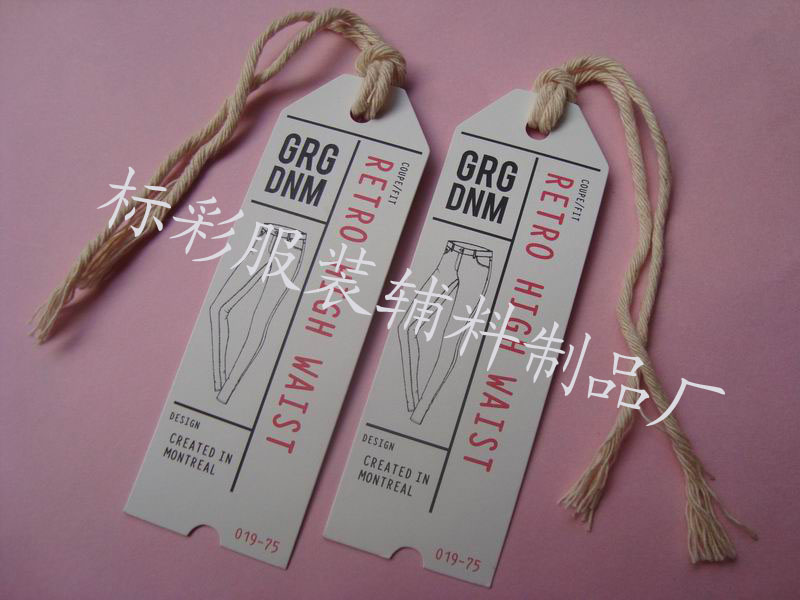 GRG
DNM
COUPE/FIT
RETRO HIGH WAIST
DESIGN
CREATED IN
MONTREAL
019-75
GRG
DNM
COUPE/FIT
RETRO HIGH WAIST
DESIGN
CREATED IN
MONTREAL
019-75
标彩服装辅料制品厂